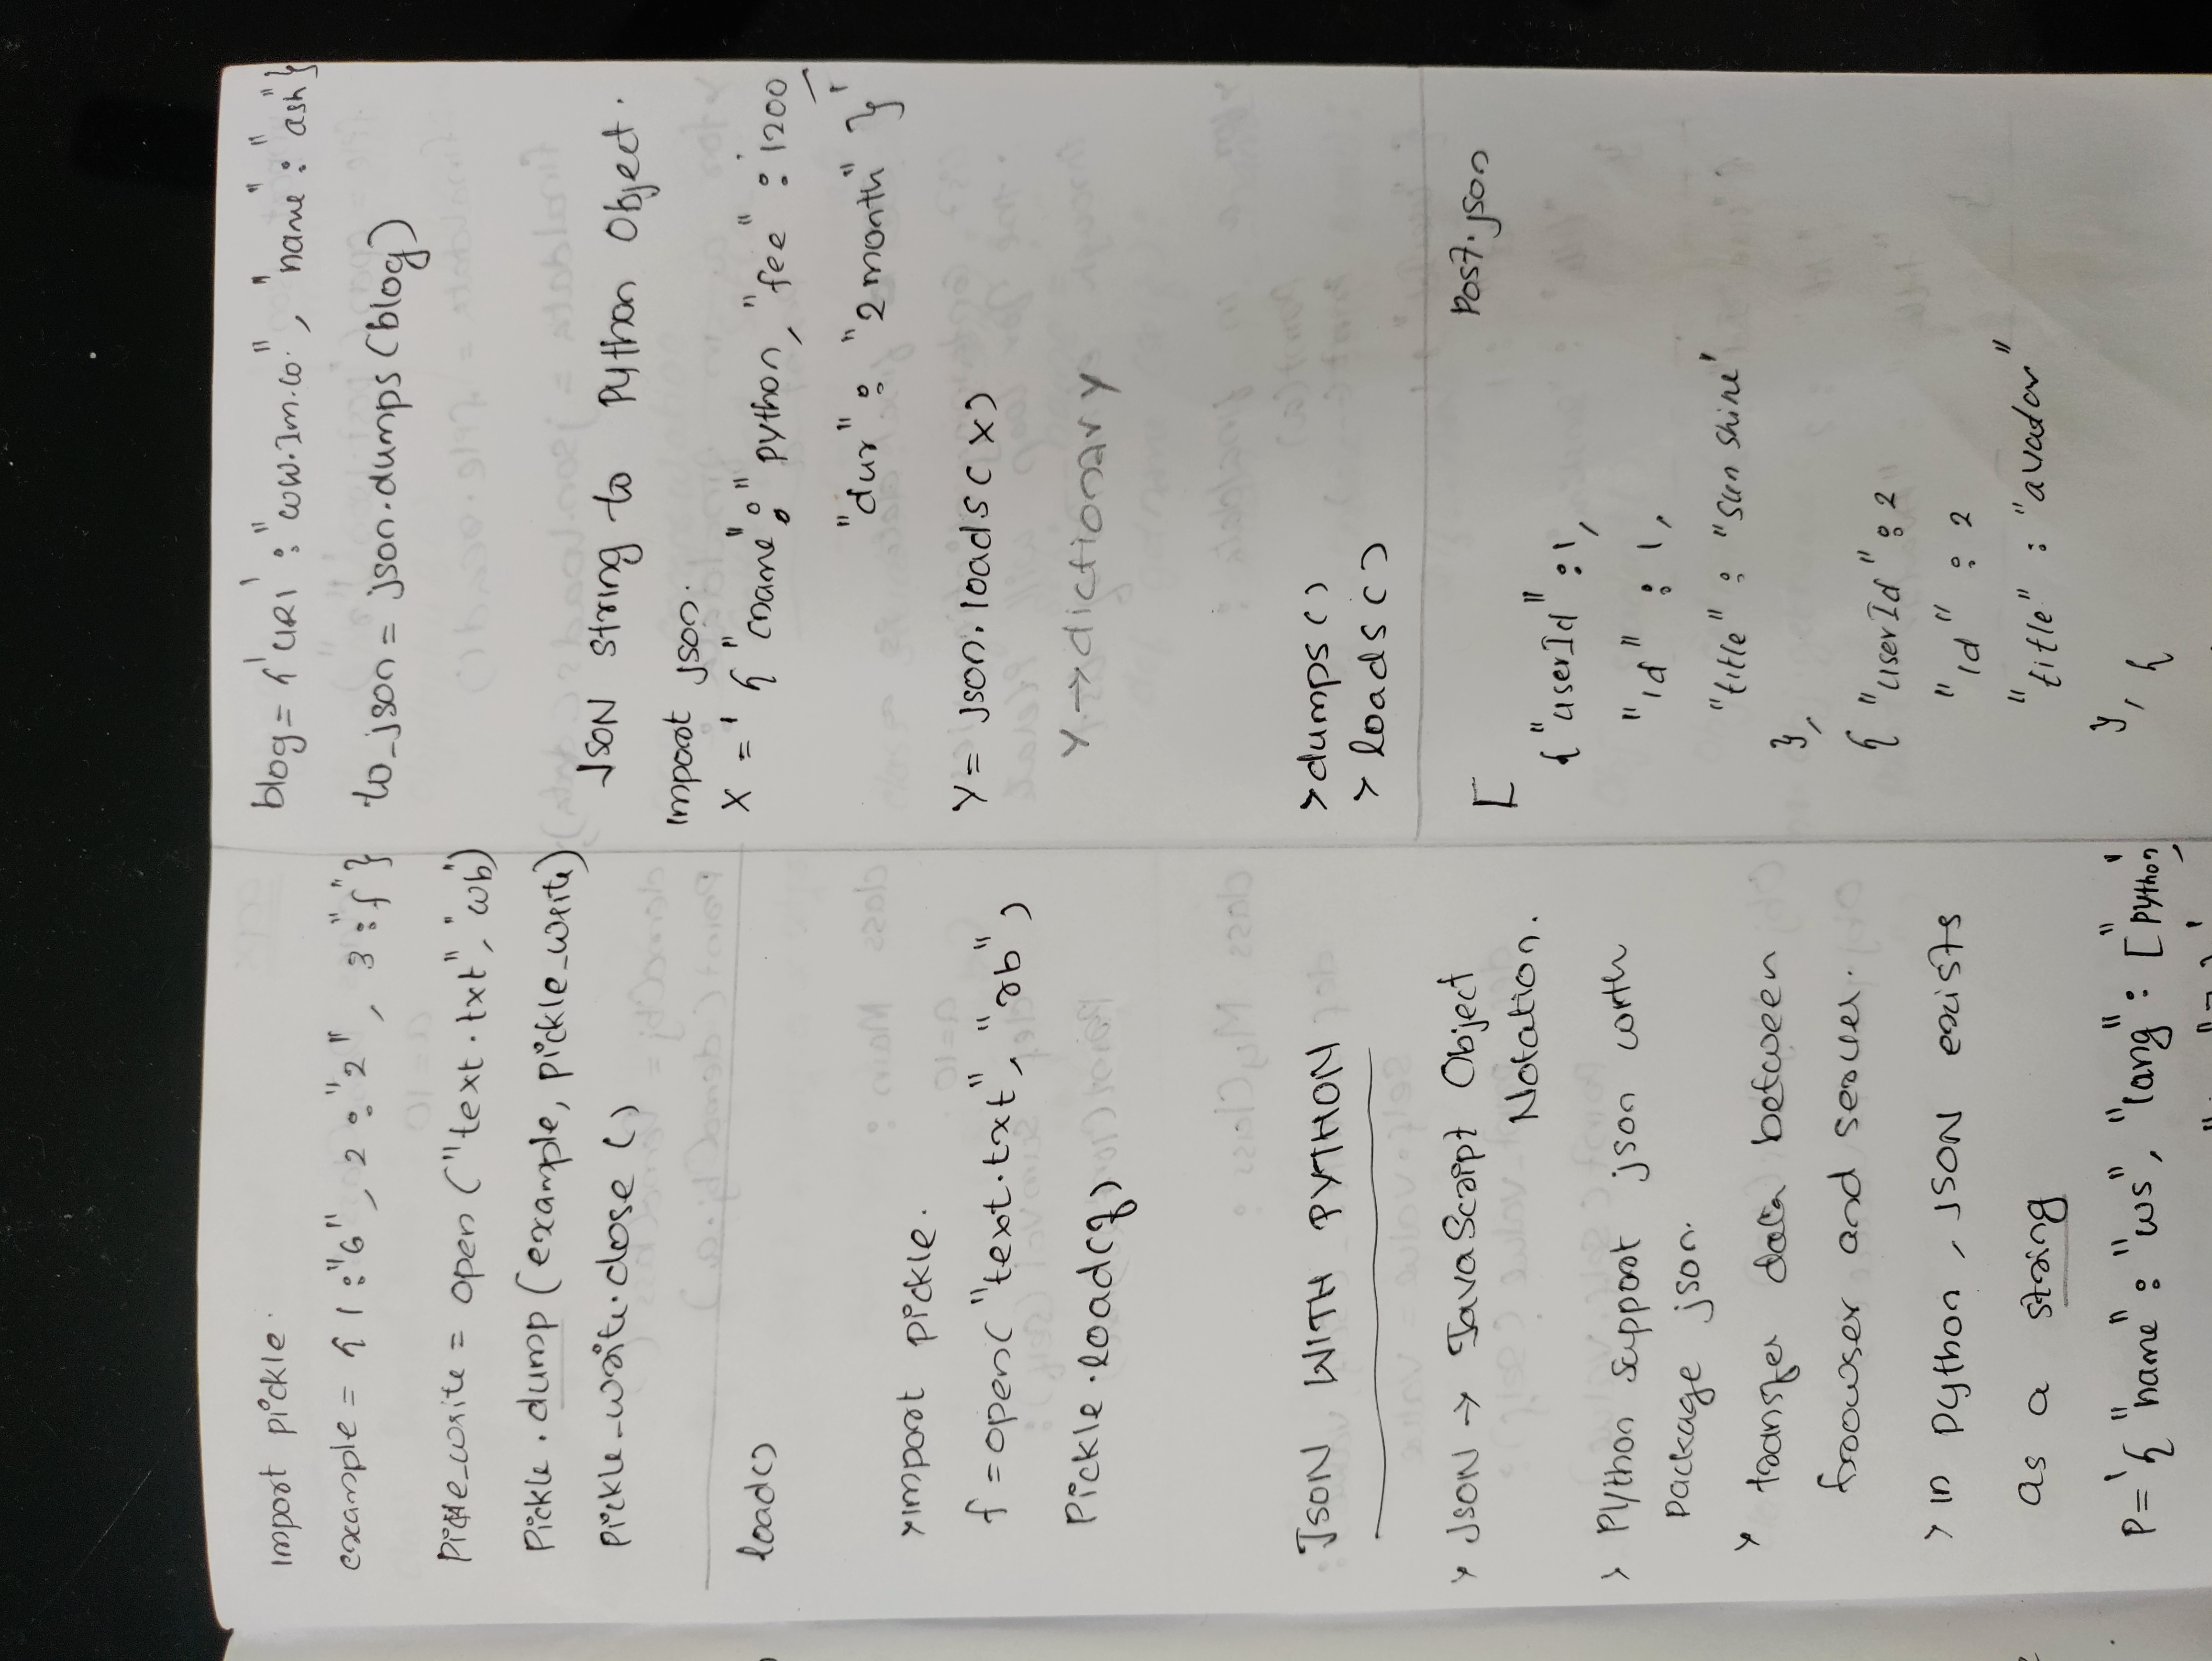 import pickle.
example = { 1 : "6", 2 : "2", 3 : "f" }
Pickle_write = open ("text.txt", "wb")
Pickle.dump (example, pickle_write)
pickle_write.close ()
load()
> import pickle.
f = open( "text.txt", "rb" )
Pickle.load(f)
JSON WITH PYTHON
> JSON → JavaScript Object
Notation.
> Python support json with
package json.
> transfer data between
browser and server.
> in python, JSON exists
as a string
P = '{ "name" : "ws", "lang" : ["python,
blog = { 'URl' : "ww.Im.co.", "name" : "ash" }
to_json = json.dumps (blog)
JSON string to Python Object.
import json.
X = ' { "cname" : " python, "fee" : 1200,
"dur" : "2 month" } '
Y = json.loads( x )
Y → dictionary
> dumps ()
> loads ()
Post.json
[
{ "userId" : 1,
"id" : 1,
"title" : "sun shine'
},
{ "userId" : 2
"id" : 2
"title" : "avatar"
}, {